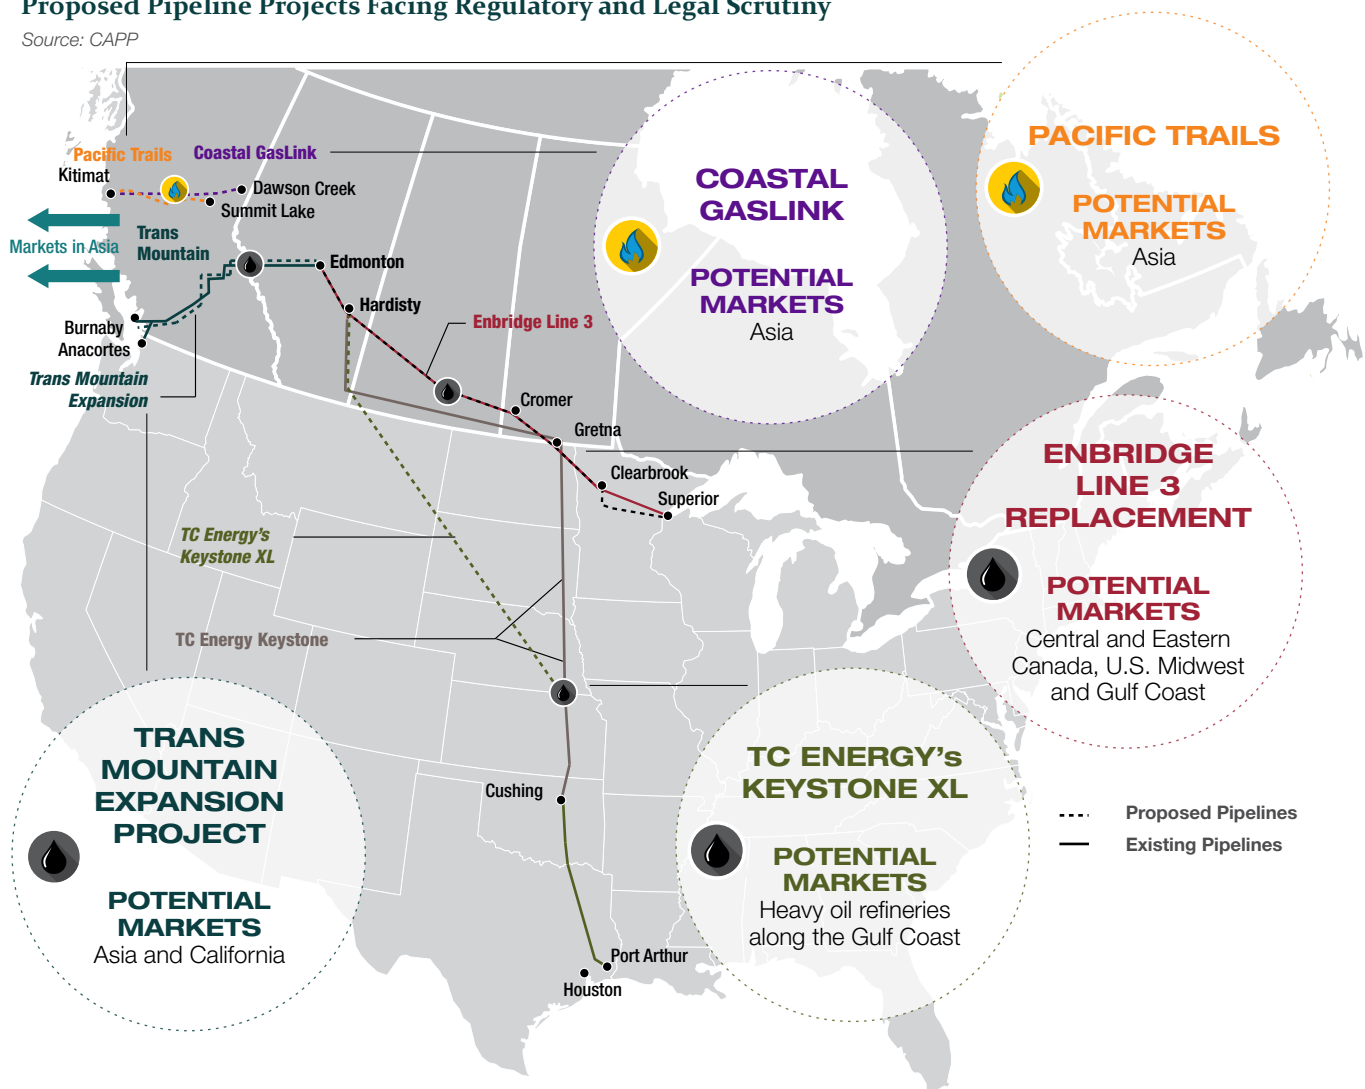 Proposed Pipeline Projects Facing Regulatory and Legal Scrutiny
Source: CAPP
Pacific Trails
Coastal GasLink
Kitimat
Dawson Creek
Summit Lake
Markets in Asia
Trans
Mountain
Edmonton
Hardisty
Burnaby
Anacortes
Enbridge Line 3
Trans Mountain
Expansion
Cromer
Gretna
Clearbrook
Superior
TC Energy's
Keystone XL
TC Energy Keystone
Cushing
Port Arthur
Houston
COASTAL
GASLINK
POTENTIAL
MARKETS
Asia
PACIFIC TRAILS
POTENTIAL
MARKETS
Asia
ENBRIDGE
LINE 3
REPLACEMENT
POTENTIAL
MARKETS
Central and Eastern
Canada, U.S. Midwest
and Gulf Coast
TRANS
MOUNTAIN
EXPANSION
PROJECT
POTENTIAL
MARKETS
Asia and California
TC ENERGY's
KEYSTONE XL
POTENTIAL
MARKETS
Heavy oil refineries
along the Gulf Coast
Proposed Pipelines
Existing Pipelines